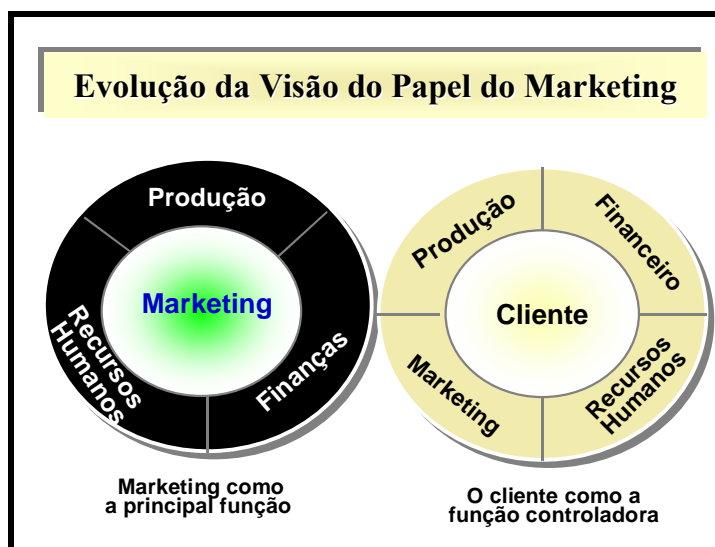 Evolução da Visão do Papel do Marketing
Produção
Marketing
Recursos
Humanos
Finanças
Marketing como
a principal função
Produção
Financeiro
Cliente
Marketing
Recursos
Humanos
O cliente como a
função controladora